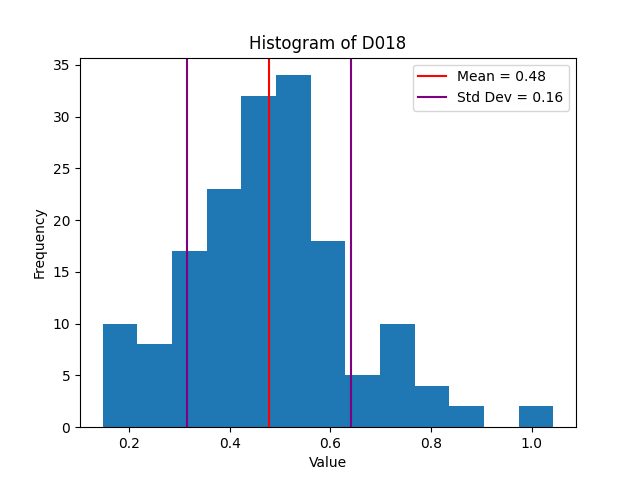 Histogram of D018
Mean = 0.48
Std Dev = 0.16
Frequency
35
30
25
20
15
10
5
0
0.2 0.4 0.6 0.8 1.0
Value